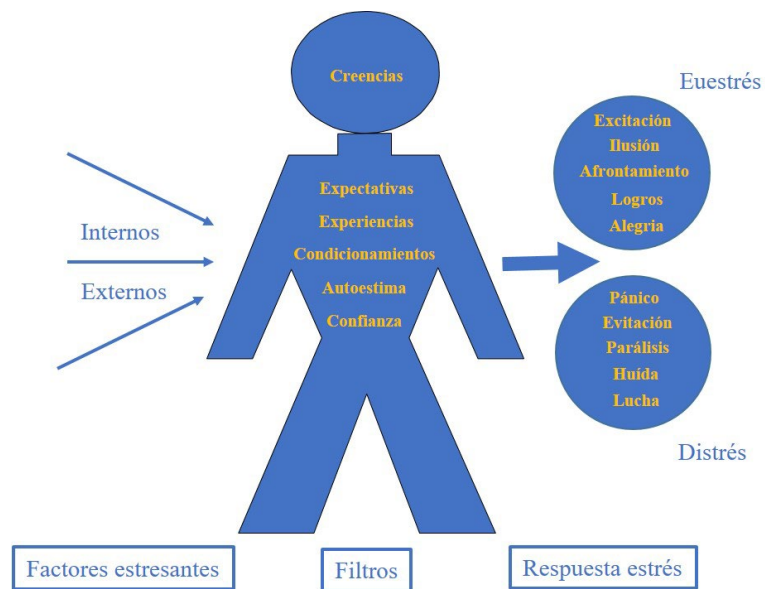 Creencias
Expectativas
Experiencias
Condicionamientos
Autoestima
Confianza
Internos
Externos
Euestrés
Excitación
Ilusión
Afrontamiento
Logros
Alegria
Pánico
Evitación
Parálisis
Huída
Lucha
Distrés
Factores estresantes
Filtros
Respuesta estrés